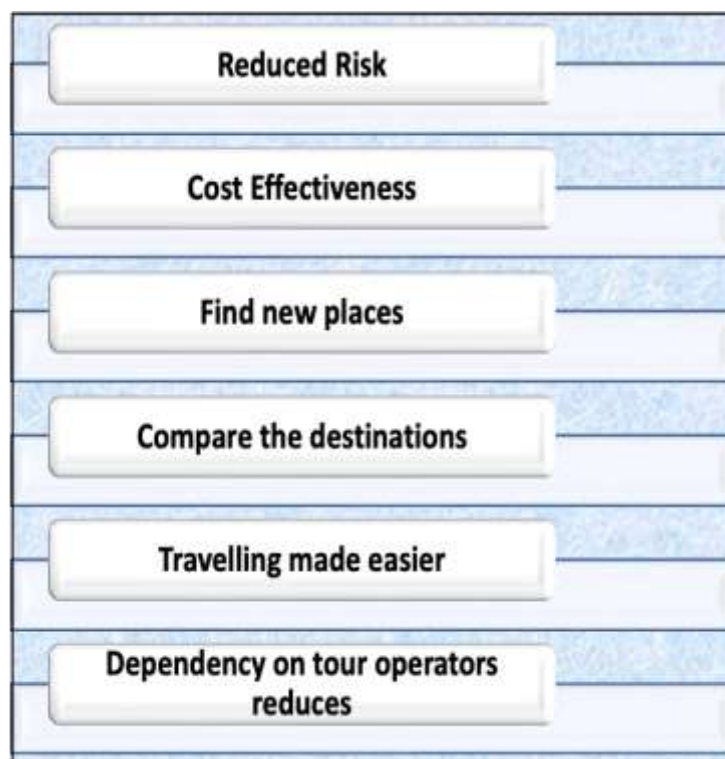 Reduced Risk
Cost Effectiveness
Find new places
Compare the destinations
Travelling made easier
Dependency on tour operators
reduces